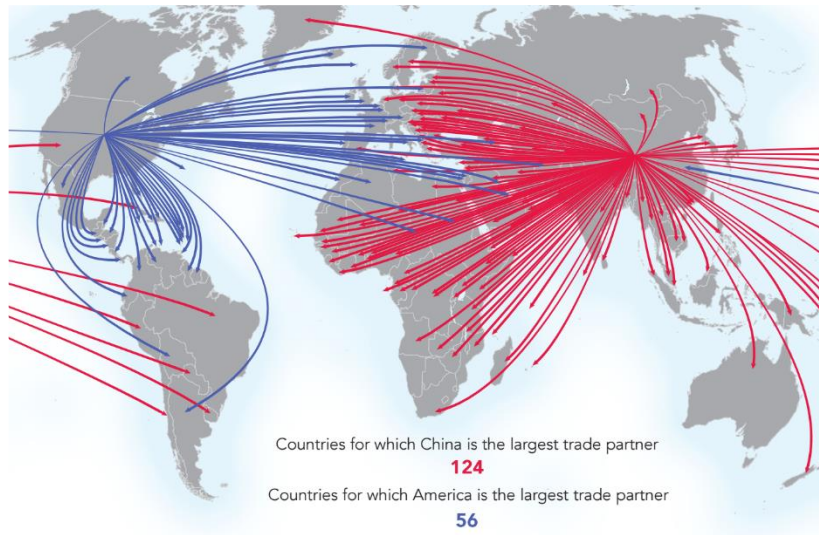 Countries for which China is the largest trade partner
124
Countries for which America is the largest trade partner
56